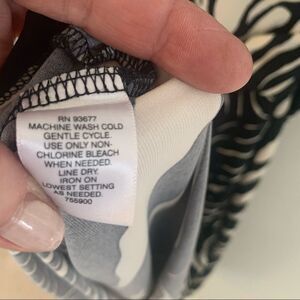 RN 93677
MACHINE WASH COLD
GENTLE CYCLE.
USE ONLY NON-
CHLORINE BLEACH
WHEN NEEDED.
LINE DRY.
IRON ON
LOWEST SETTING
AS NEEDED.
755900